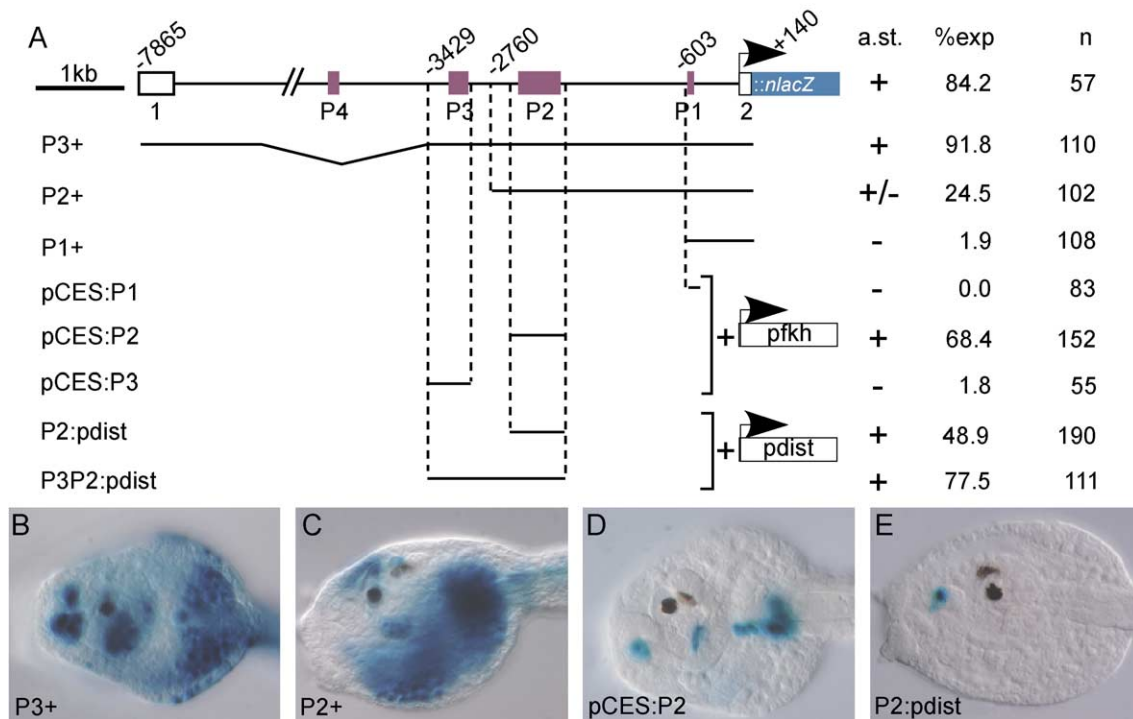 A
-7865
-3429
-2760
-603
+140
a.st. %exp n
1kb
::nlacZ
+ 84.2 57
1 P4 P3 P2 P1 2
P3+ + 91.8 110
P2+ +/- 24.5 102
P1+ - 1.9 108
pCES:P1 - 0.0 83
pCES:P2 + pfkh + 68.4 152
pCES:P3 - 1.8 55
P2:pdist + pdist + 48.9 190
P3P2:pdist + 77.5 111
B C D E
P3+ P2+ pCES:P2 P2:pdist